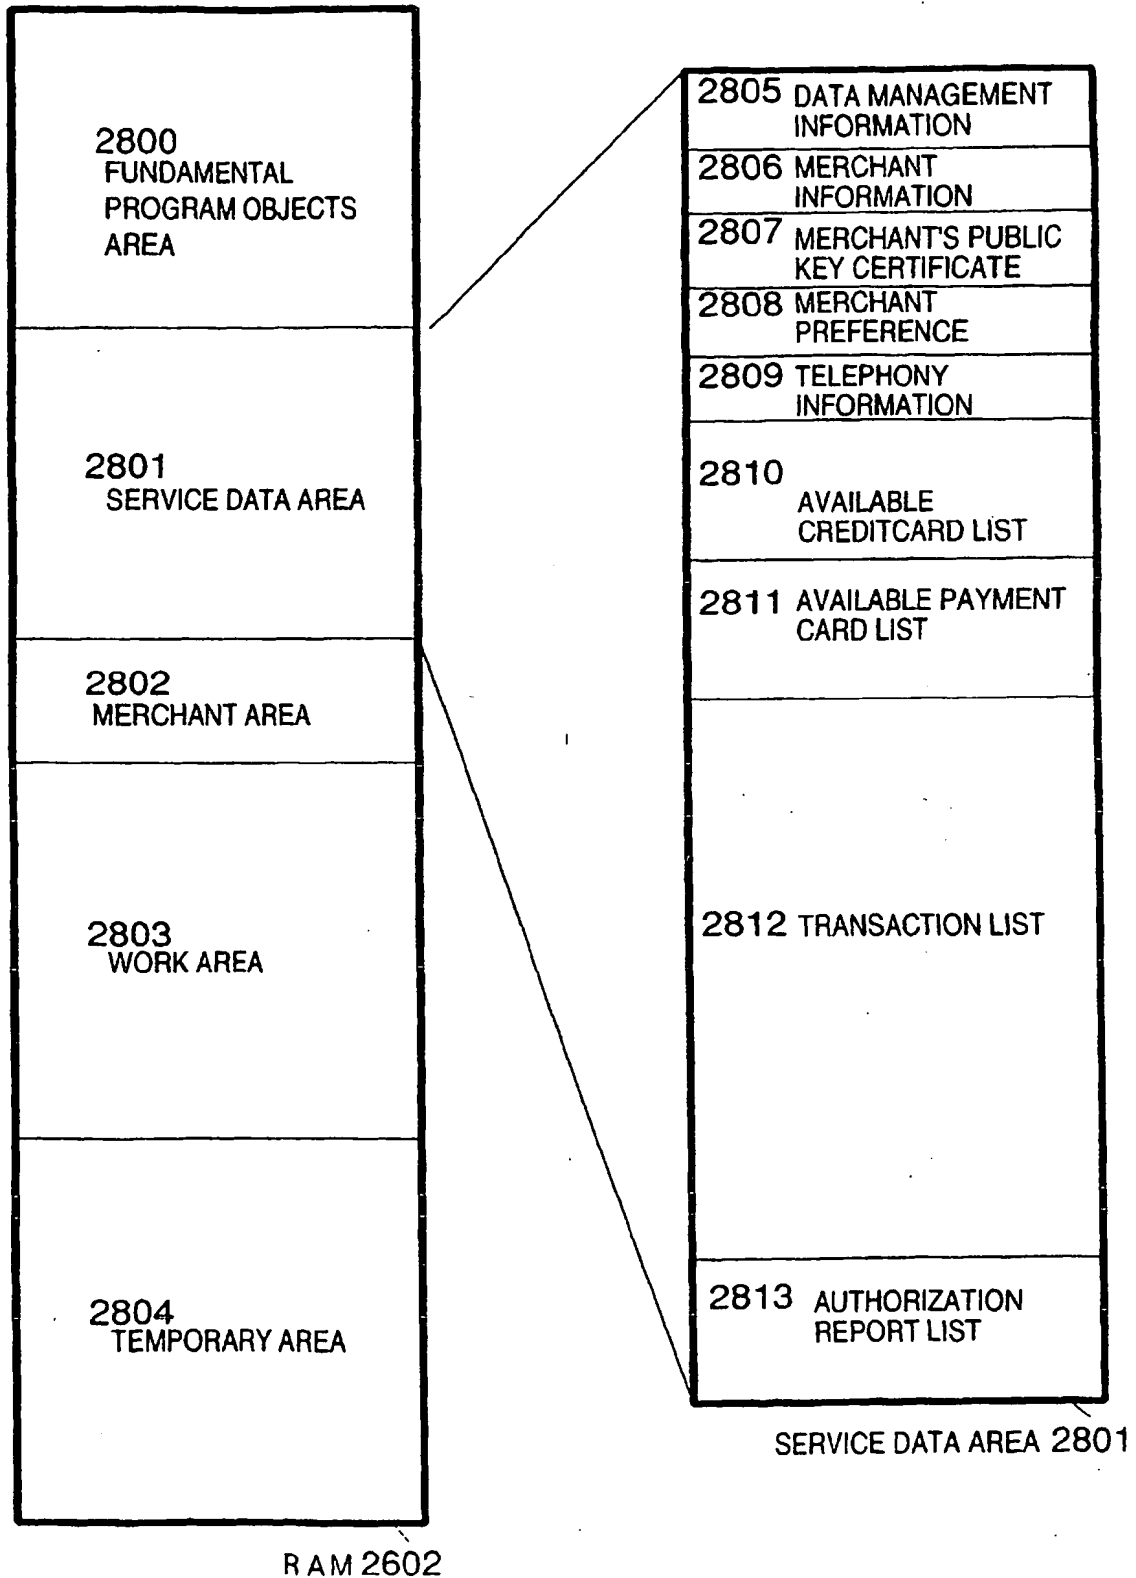 2800
FUNDAMENTAL
PROGRAM OBJECTS
AREA
2801
SERVICE DATA AREA
2802
MERCHANT AREA
2803
WORK AREA
2804
TEMPORARY AREA
RAM 2602
2805 DATA MANAGEMENT
INFORMATION
2806 MERCHANT
INFORMATION
2807 MERCHANT'S PUBLIC
KEY CERTIFICATE
2808 MERCHANT
PREFERENCE
2809 TELEPHONY
INFORMATION
2810
AVAILABLE
CREDITCARD LIST
2811 AVAILABLE PAYMENT
CARD LIST
2812 TRANSACTION LIST
2813 AUTHORIZATION
REPORT LIST
SERVICE DATA AREA 2801